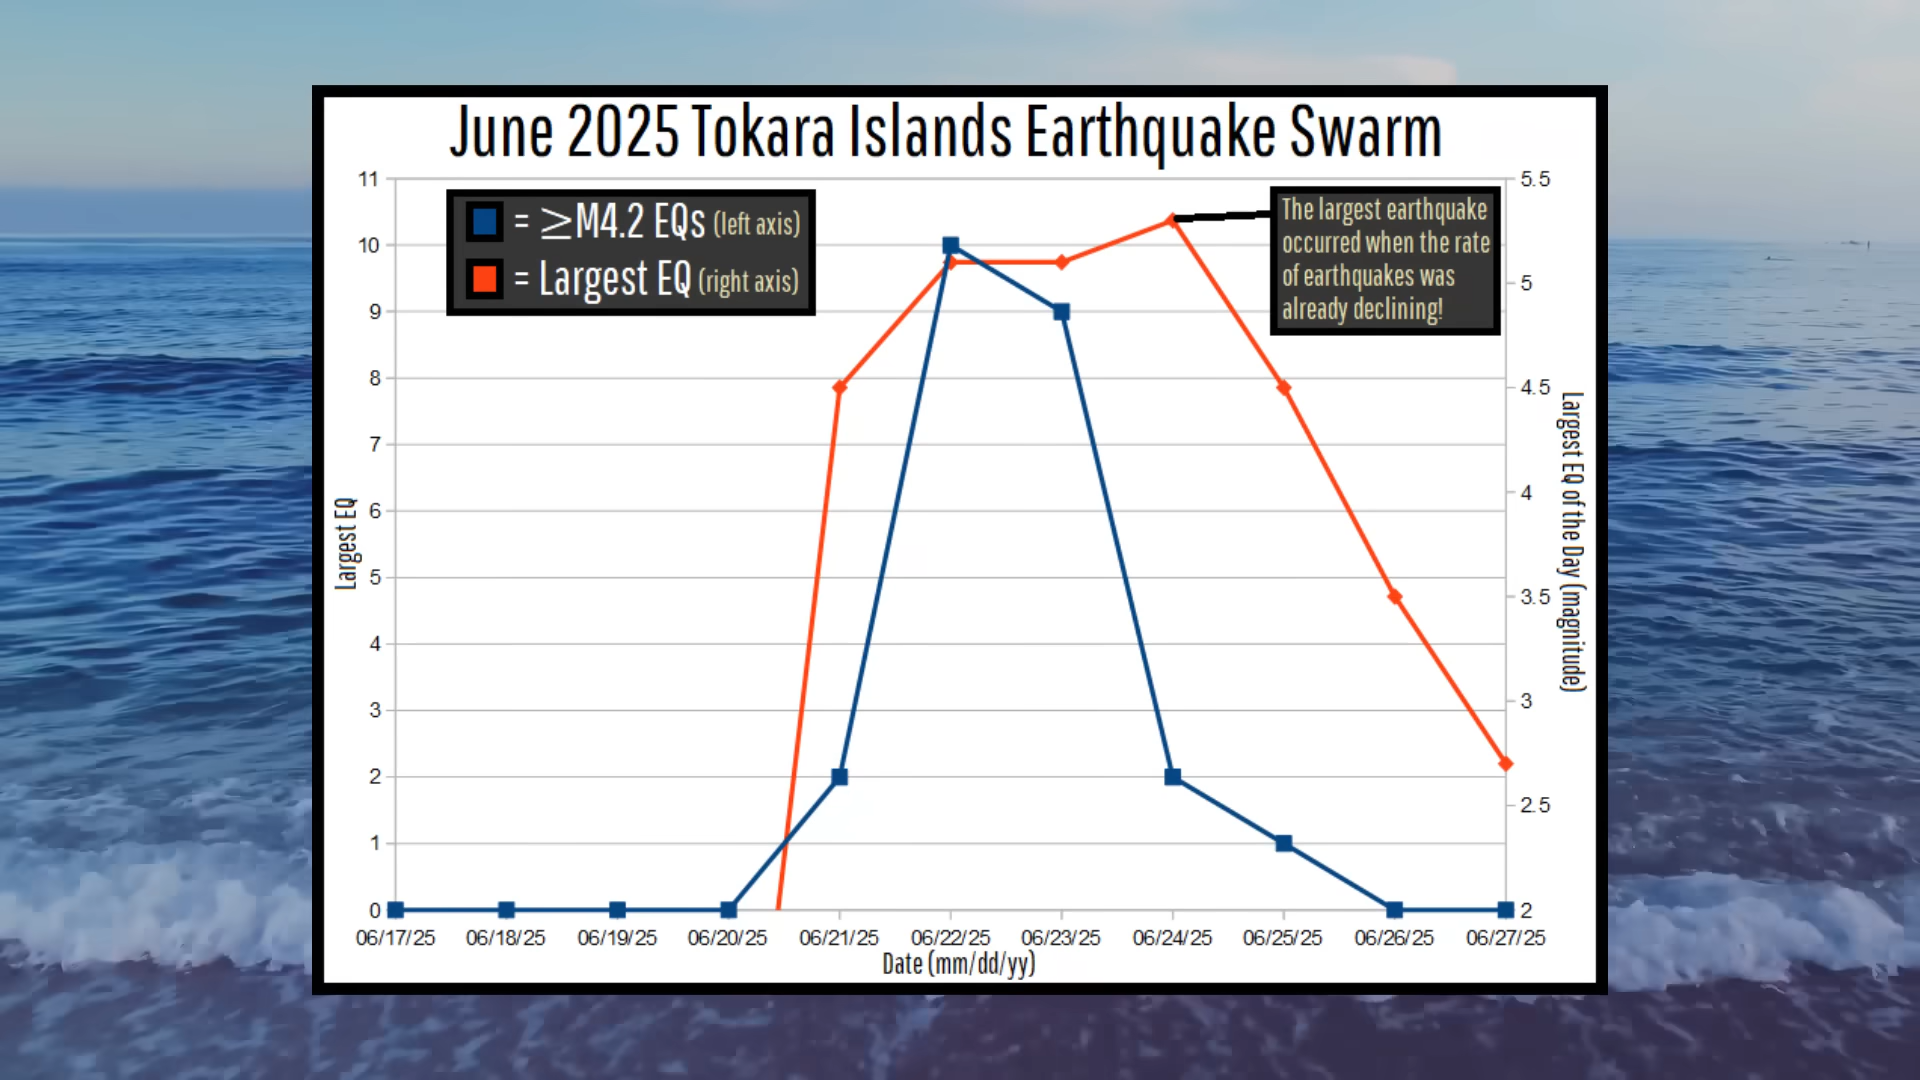 June 2025 Tokara Islands Earthquake Swarm
= ≥M4.2 EQs (left axis)
= Largest EQ (right axis)
The largest earthquake
occurred when the rate
of earthquakes was
already declining!
11
10
9
8
7
6
5
4
3
2
1
0
Largest EQ
5.5
5
4.5
4
3.5
3
2.5
2
Largest EQ of the Day (magnitude)
06/17/25 06/18/25 06/19/25 06/20/25 06/21/25 06/22/25 06/23/25 06/24/25 06/25/25 06/26/25 06/27/25
Date (mm/dd/yy)